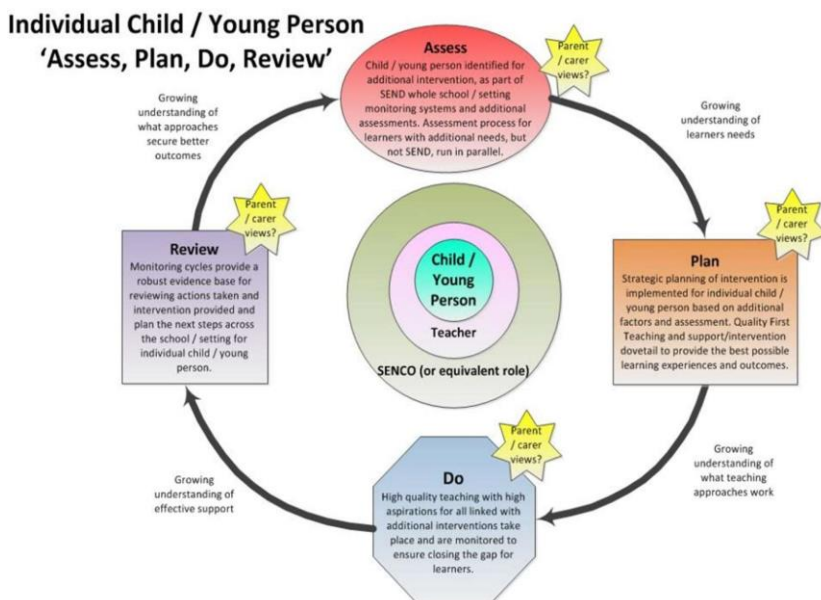 Individual Child / Young Person
‘Assess, Plan, Do, Review’
Assess
Child / young person identified for
additional intervention, as part of
SEND whole school / setting
monitoring systems and additional
assessments. Assessment process for
learners with additional needs, but
not SEND, run in parallel.
Parent
/ carer
views?
Growing
understanding of
learners needs
Plan
Strategic planning of intervention is
implemented for individual child /
young person based on additional
factors and assessment. Quality First
Teaching and support/intervention
dovetail to provide the best possible
learning experiences and outcomes.
Parent
/ carer
views?
Growing
understanding of
what teaching
approaches work
Do
High quality teaching with high
aspirations for all linked with
additional interventions take
place and are monitored to
ensure closing the gap for
learners.
Parent
/ carer
views?
Growing
understanding of
effective support
Review
Monitoring cycles provide a
robust evidence base for
reviewing actions taken and
intervention provided and
plan the next steps across
the school / setting for
individual child / young
person.
Parent
/ carer
views?
Growing
understanding of
what approaches
secure better
outcomes
Child /
Young
Person
Teacher
SENCO (or equivalent role)